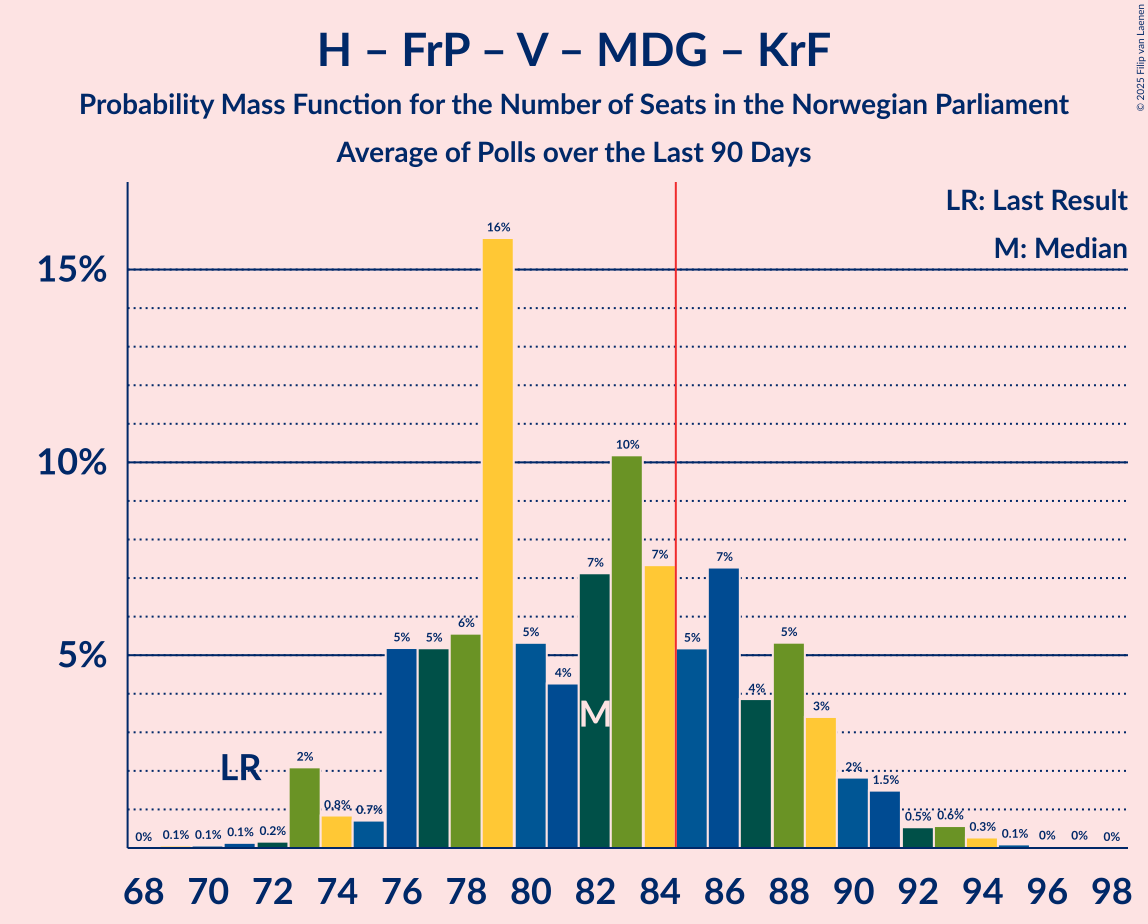 H – FrP – V – MDG – KrF
Probability Mass Function for the Number of Seats in the Norwegian Parliament
Average of Polls over the Last 90 Days
© 2025 Filip van Laenen
LR: Last Result
M: Median
15%
10%
5%
0% 0.1% 0.1% 0.1% 0.2% 2% 0.8% 0.7% 5% 5% 6% 16% 5% 4% 7% 10% 7% 5% 7% 4% 5% 3% 2% 1.5% 0.5% 0.6% 0.3% 0.1% 0% 0% 0%
LR
M
68 70 72 74 76 78 80 82 84 86 88 90 92 94 96 98